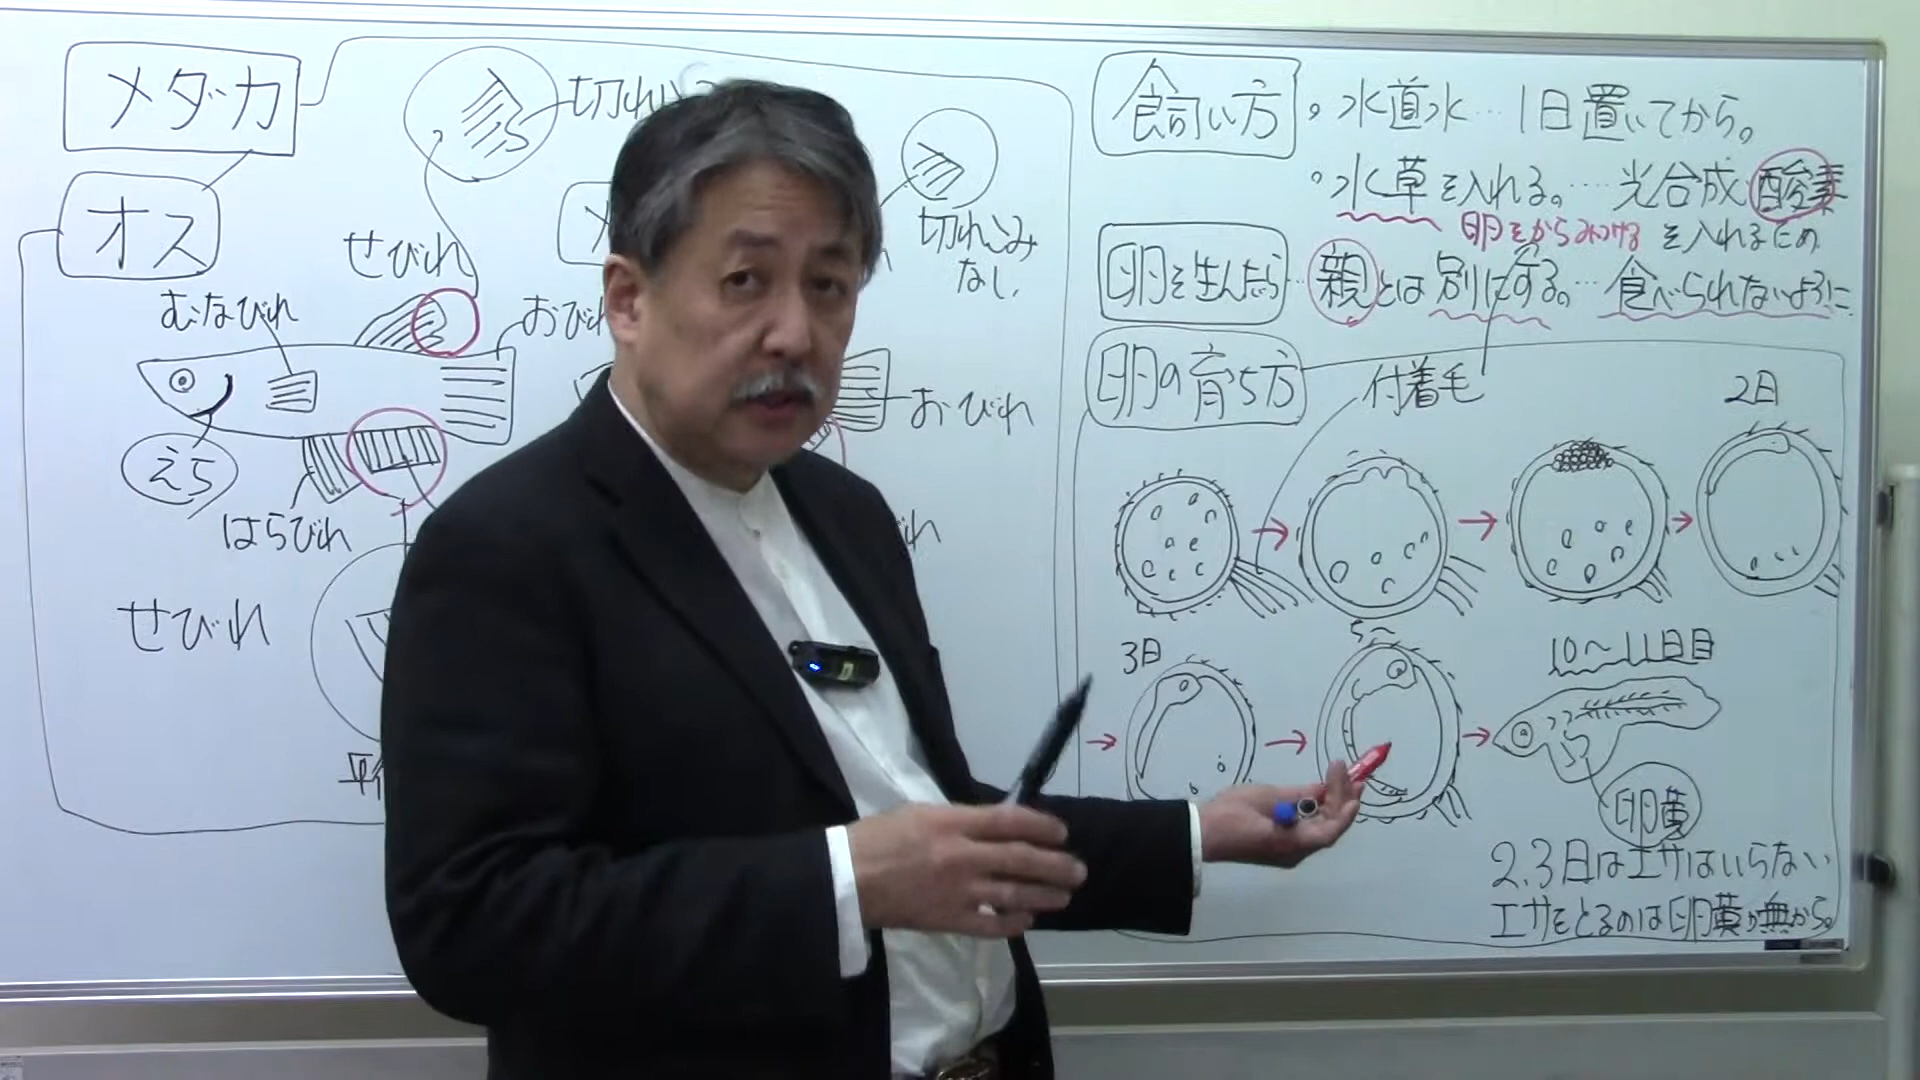 メダカ
切れ
オス
せびれ
むなびれ
おびれ
えら
はらびれ
せびれ
メ
切れこみ
なし
おびれ
びれ
飼い方
。水道水…1日置いてから。
。水草を入れる。…光合成 酸素
を入れるため
卵をからみつける
卵を生んだら…親とは別にする。…食べられないように
卵の育ち方
付着毛
2日
3日
5〜
10〜11日目
卵黄
2.3日はエサはいらない
エサをとるのは卵黄が無から。